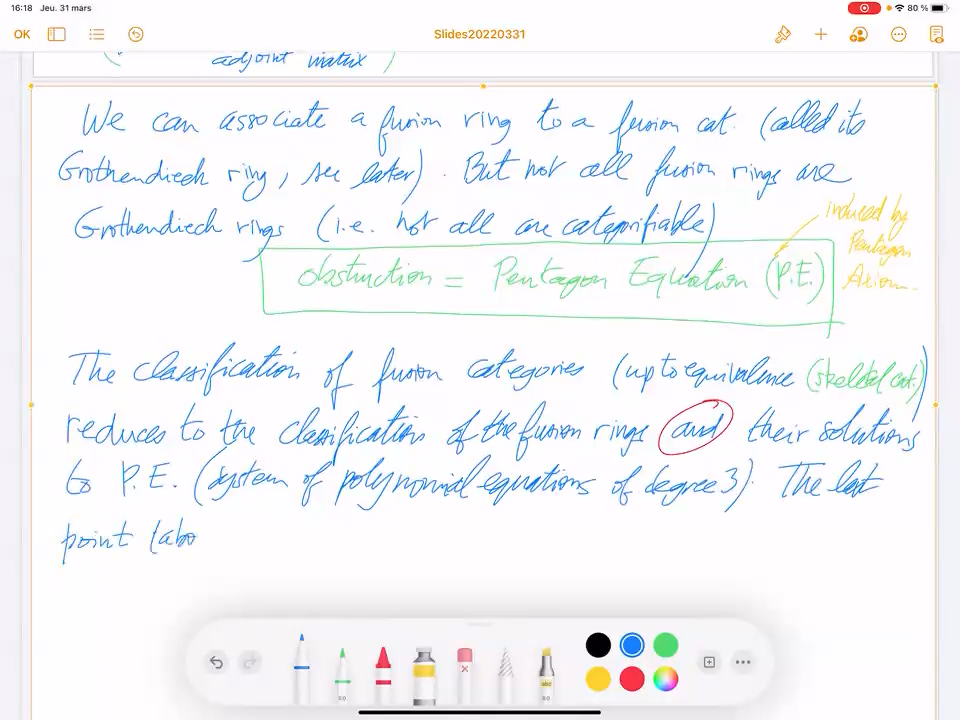 16:18 Jeu. 31 mars
80 %
OK
Slides20220331
adjoint matrix )
We can associate a fusion ring to a fusion cat. (called its
Grothendieck ring, see later). But not all fusion rings are
Grothendieck rings (i.e. not all are categorifiable)
induced by
Pentagon
Axiom.
obstruction = Pentagon Equation (P.E.)
The classification of fusion categories (up to equivalence (skeletal cat.)
reduces to the classification of the fusion rings and their solutions
to P.E. (system of polynomial equations of degree 3). The last
point (abo